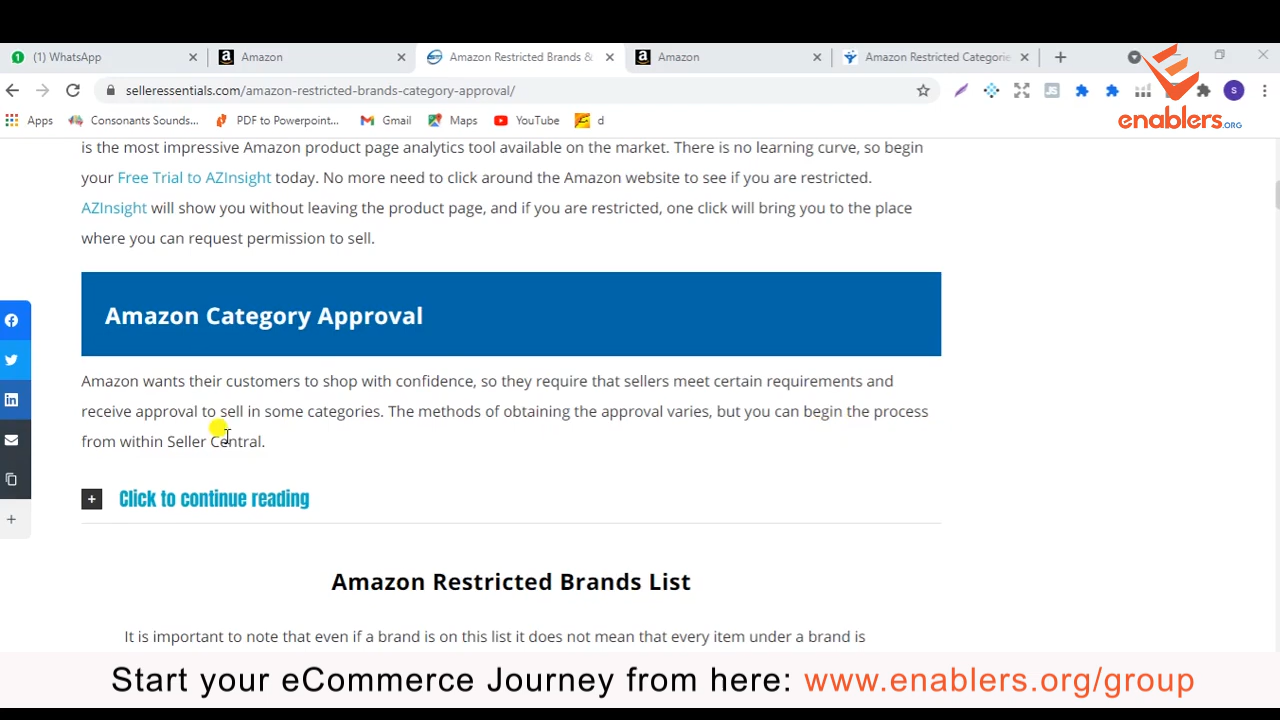 (1) WhatsApp
Amazon
Amazon Restricted Brands &
Amazon
Amazon Restricted Categorie
selleressentials.com/amazon-restricted-brands-category-approval/
JS
S
enablers.ORG
Apps
Consonants Sounds...
PDF to Powerpoint...
Gmail
Maps
YouTube
d
is the most impressive Amazon product page analytics tool available on the market. There is no learning curve, so begin
your Free Trial to AZInsight today. No more need to click around the Amazon website to see if you are restricted.
AZInsight will show you without leaving the product page, and if you are restricted, one click will bring you to the place
where you can request permission to sell.
Amazon Category Approval
Amazon wants their customers to shop with confidence, so they require that sellers meet certain requirements and
receive approval to sell in some categories. The methods of obtaining the approval varies, but you can begin the process
from within Seller Central.
Click to continue reading
Amazon Restricted Brands List
It is important to note that even if a brand is on this list it does not mean that every item under a brand is
Start your eCommerce Journey from here: www.enablers.org/group